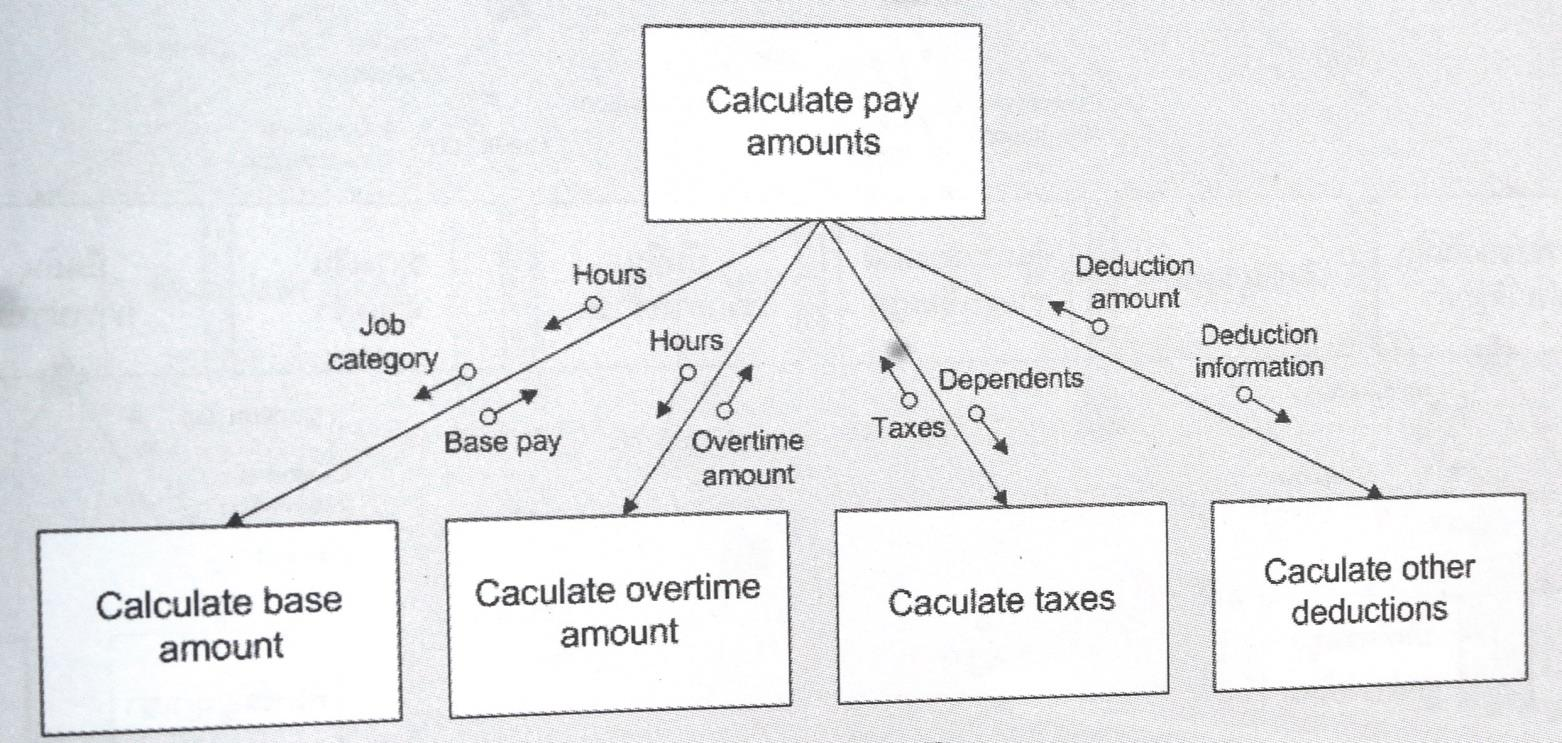 Calculate pay
amounts
Hours
Job
category
Base pay
Hours
Overtime
amount
Taxes
Dependents
Deduction
amount
Deduction
information
Calculate base
amount
Caculate overtime
amount
Caculate taxes
Caculate other
deductions